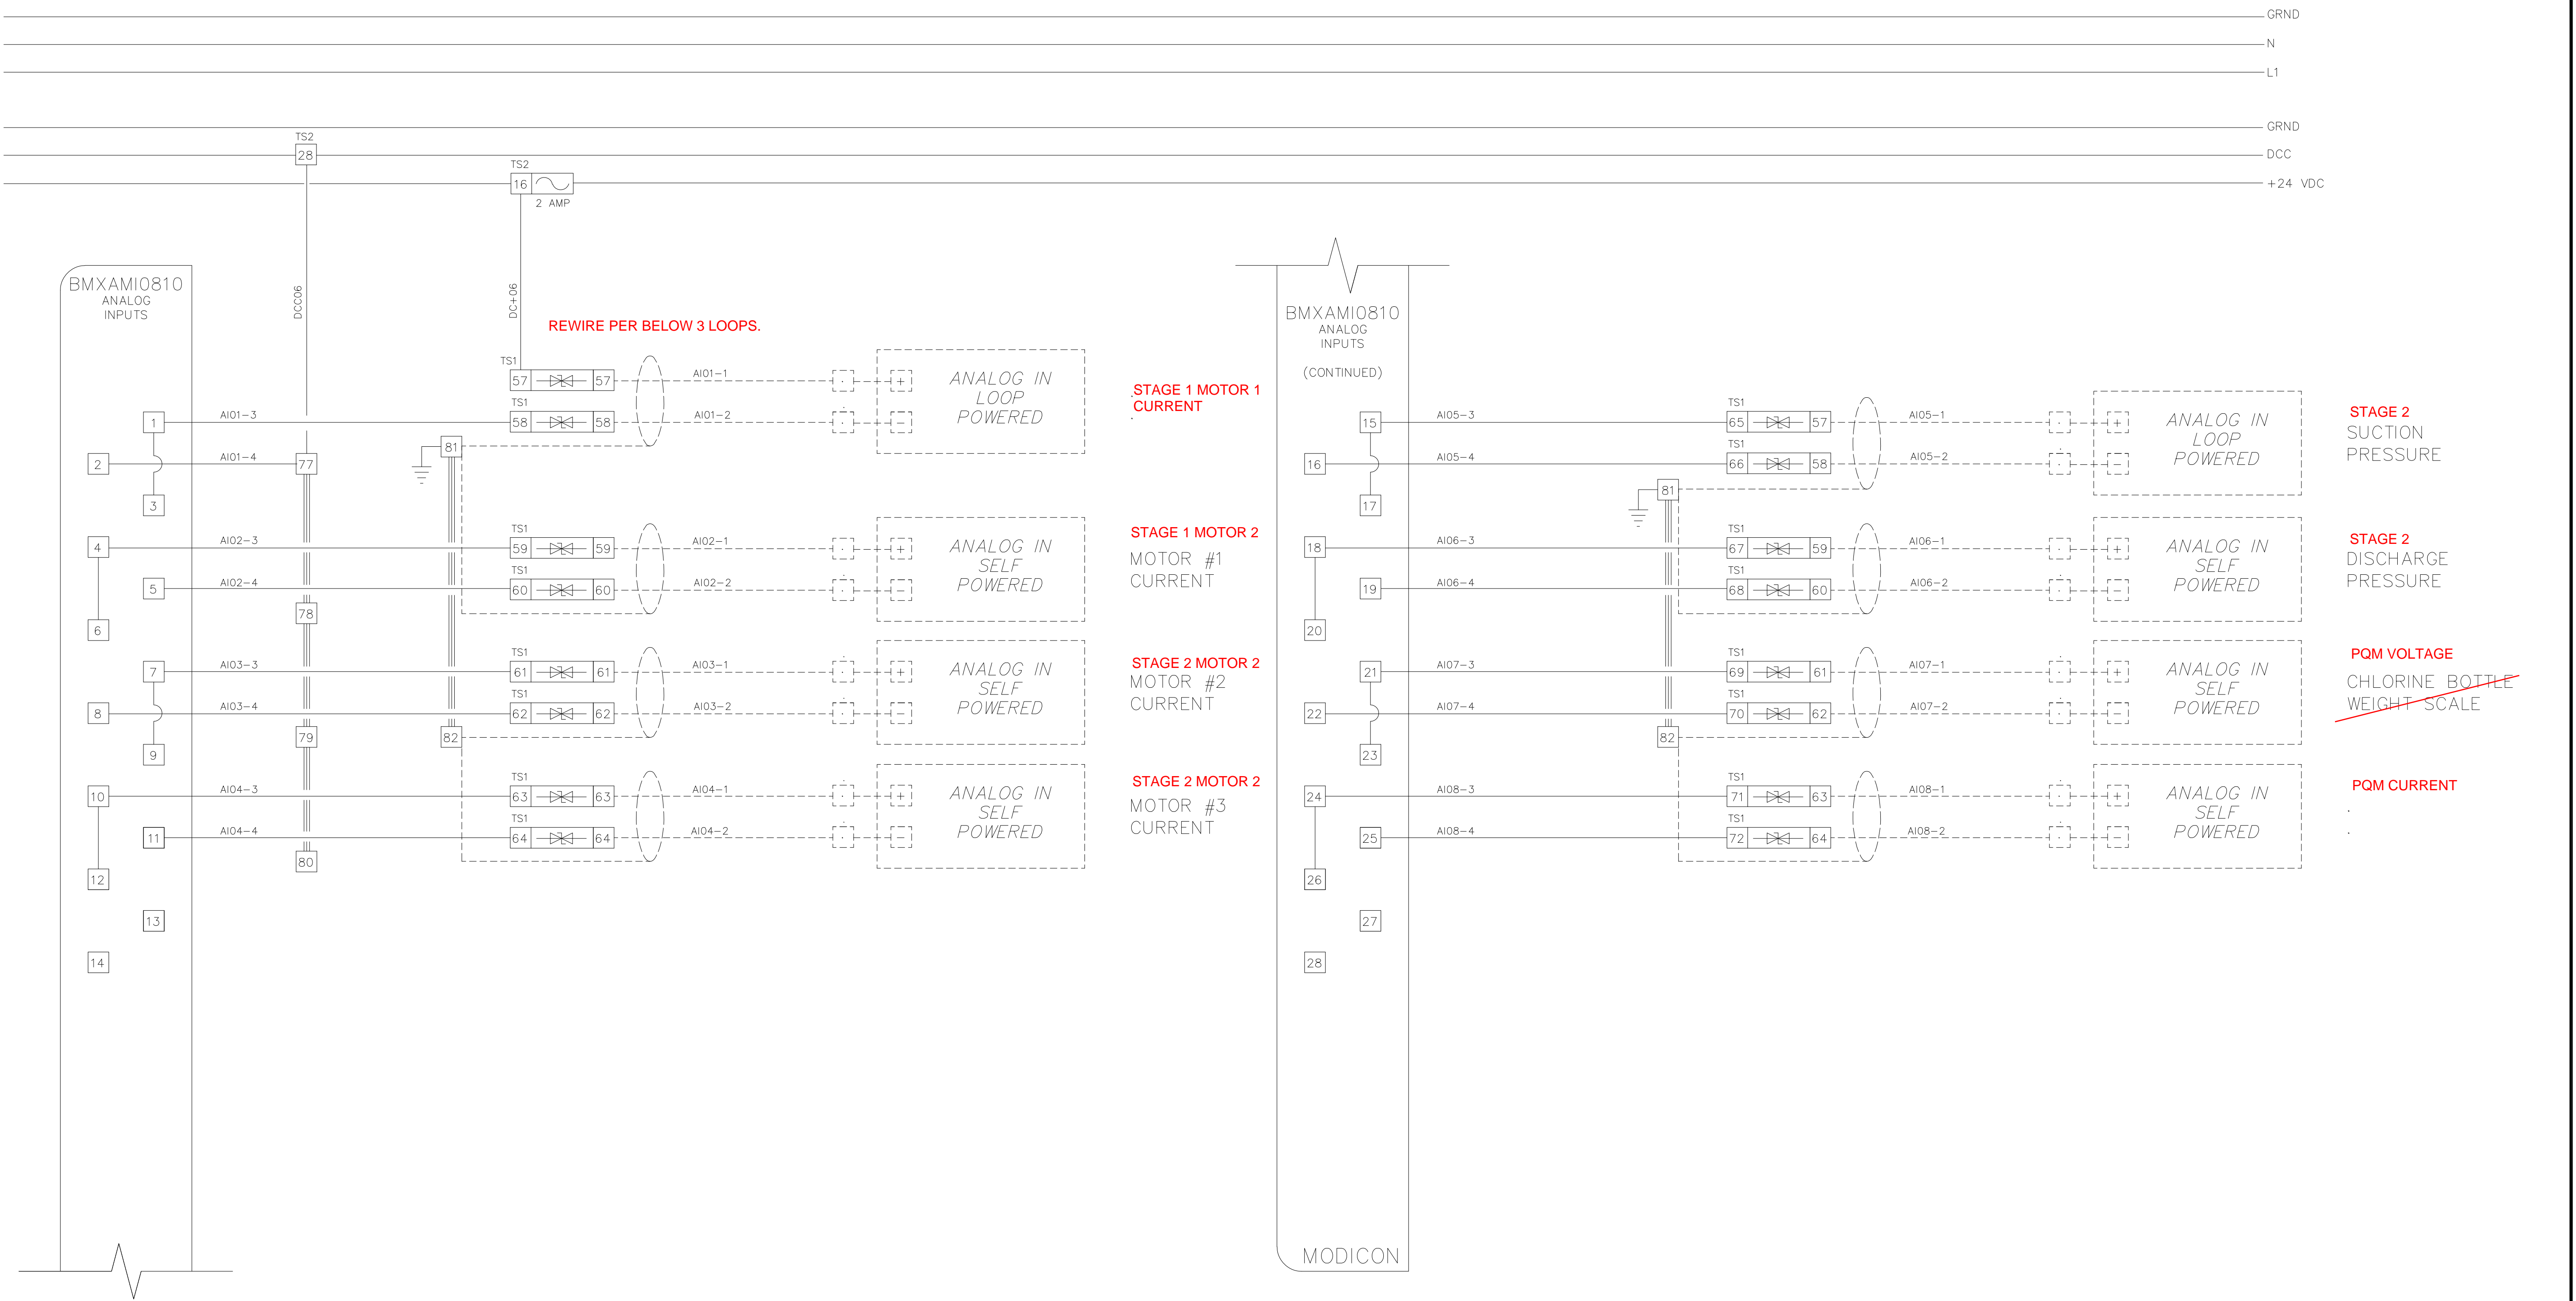 GRND
N
L1
GRND
TS2
28
DCC
TS2
16
+24 VDC
2 AMP
BMXAMI0810
ANALOG
INPUTS
DCC06
DC+06
REWIRE PER BELOW 3 LOOPS.
TS1
57 57 AI01-1 +
ANALOG IN
LOOP
POWERED
STAGE 1 MOTOR 1
CURRENT
1 AI01-3
TS1
58 58 AI01-2 -
81
2 AI01-4 77
3
TS1
4 AI02-3 59 59 AI02-1 +
ANALOG IN
SELF
POWERED
STAGE 1 MOTOR 2
MOTOR #1
CURRENT
TS1
5 AI02-4 60 60 AI02-2 -
78
6
TS1
7 AI03-3 61 61 AI03-1 +
ANALOG IN
SELF
POWERED
STAGE 2 MOTOR 2
MOTOR #2
CURRENT
TS1
8 AI03-4 62 62 AI03-2 -
79 82
9
TS1
10 AI04-3 63 63 AI04-1 +
ANALOG IN
SELF
POWERED
STAGE 2 MOTOR 2
MOTOR #3
CURRENT
TS1
11 AI04-4 64 64 AI04-2 -
80
12
13
14
BMXAMI0810
ANALOG
INPUTS
(CONTINUED)
TS1
15 AI05-3 65 57 AI05-1 +
ANALOG IN
LOOP
POWERED
STAGE 2
SUCTION
PRESSURE
TS1
16 AI05-4 66 58 AI05-2 -
81
17
TS1
18 AI06-3 67 59 AI06-1 +
ANALOG IN
SELF
POWERED
STAGE 2
DISCHARGE
PRESSURE
TS1
19 AI06-4 68 60 AI06-2 -
20
TS1
21 AI07-3 69 61 AI07-1 +
ANALOG IN
SELF
POWERED
PQM VOLTAGE
CHLORINE BOTTLE
WEIGHT SCALE
TS1
22 AI07-4 70 62 AI07-2 -
82
23
TS1
24 AI08-3 71 63 AI08-1 +
ANALOG IN
SELF
POWERED
PQM CURRENT
TS1
25 AI08-4 72 64 AI08-2 -
26
27
28
MODICON